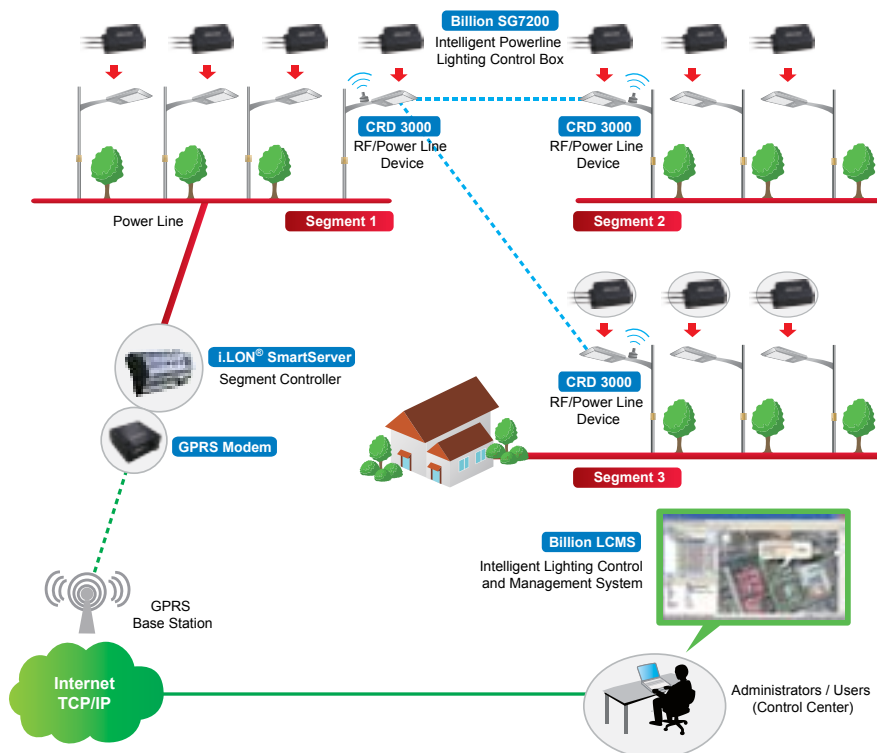 Billion SG7200
Intelligent Powerline
Lighting Control Box
CRD 3000
RF/Power Line
Device
CRD 3000
RF/Power Line
Device
Power Line
Segment 1
Segment 2
i.LON® SmartServer
Segment Controller
CRD 3000
RF/Power Line
Device
GPRS Modem
Segment 3
Billion LCMS
Intelligent Lighting Control
and Management System
GPRS
Base Station
Internet
TCP/IP
Administrators / Users
(Control Center)